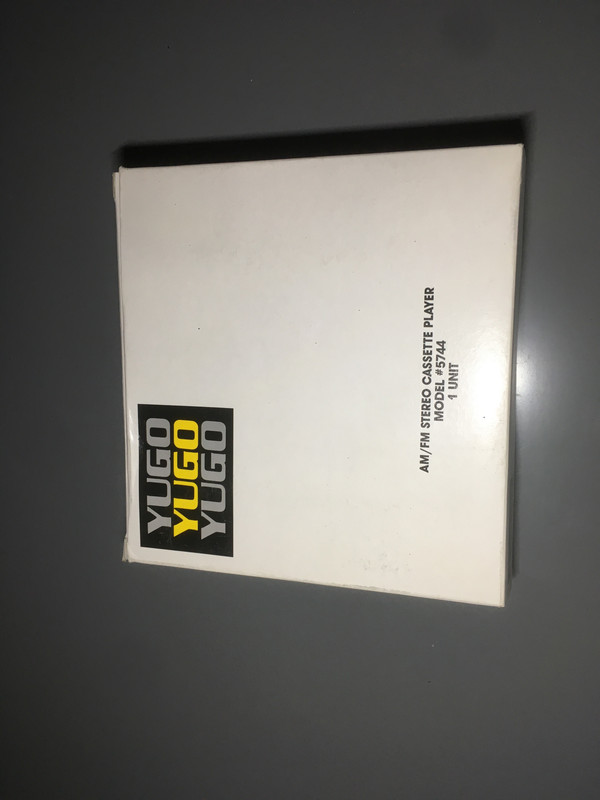 YUGO
YUGO
YUGO
AM/FM STEREO CASSETTE PLAYER
MODEL #5744
1 UNIT